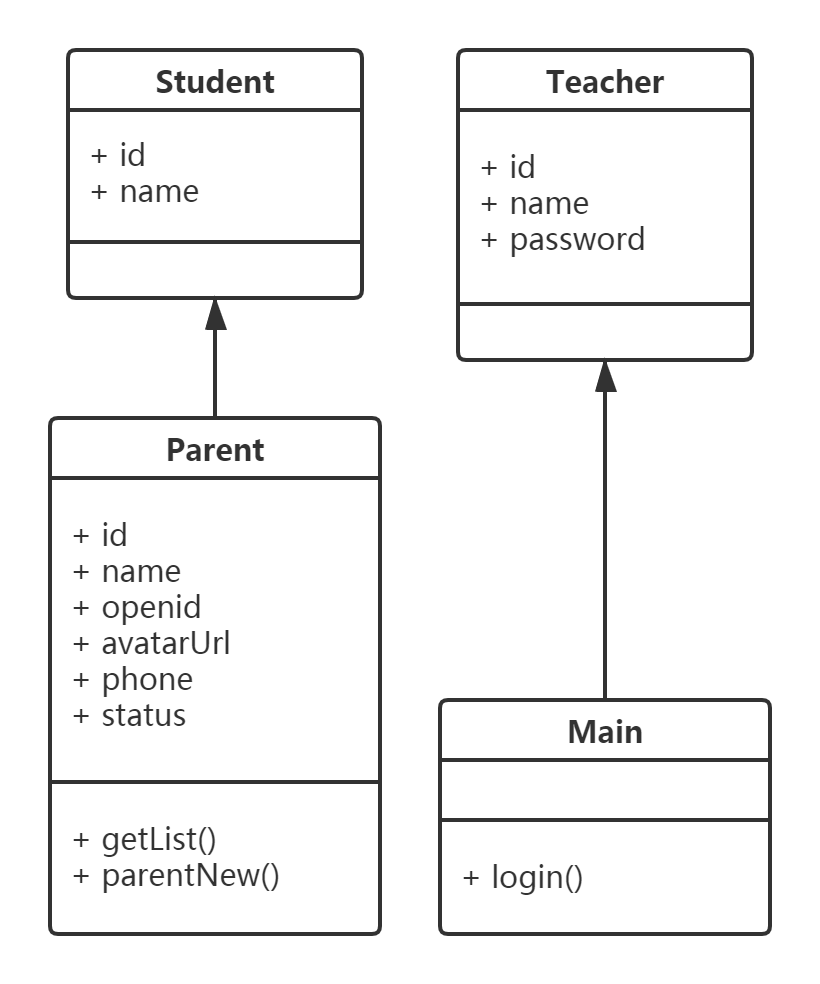 Student
+ id
+ name
Teacher
+ id
+ name
+ password
Parent
+ id
+ name
+ openid
+ avatarUrl
+ phone
+ status
+ getList()
+ parentNew()
Main
+ login()